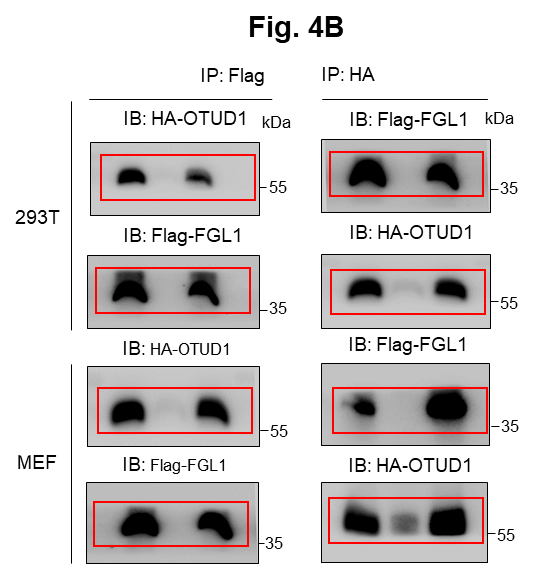 Fig. 4B
IP: Flag
IP: HA
IB: HA-OTUD1
kDa
IB: Flag-FGL1
kDa
55
35
293T
IB: Flag-FGL1
IB: HA-OTUD1
35
55
IB: HA-OTUD1
IB: Flag-FGL1
55
35
MEF
IB: Flag-FGL1
IB: HA-OTUD1
35
55